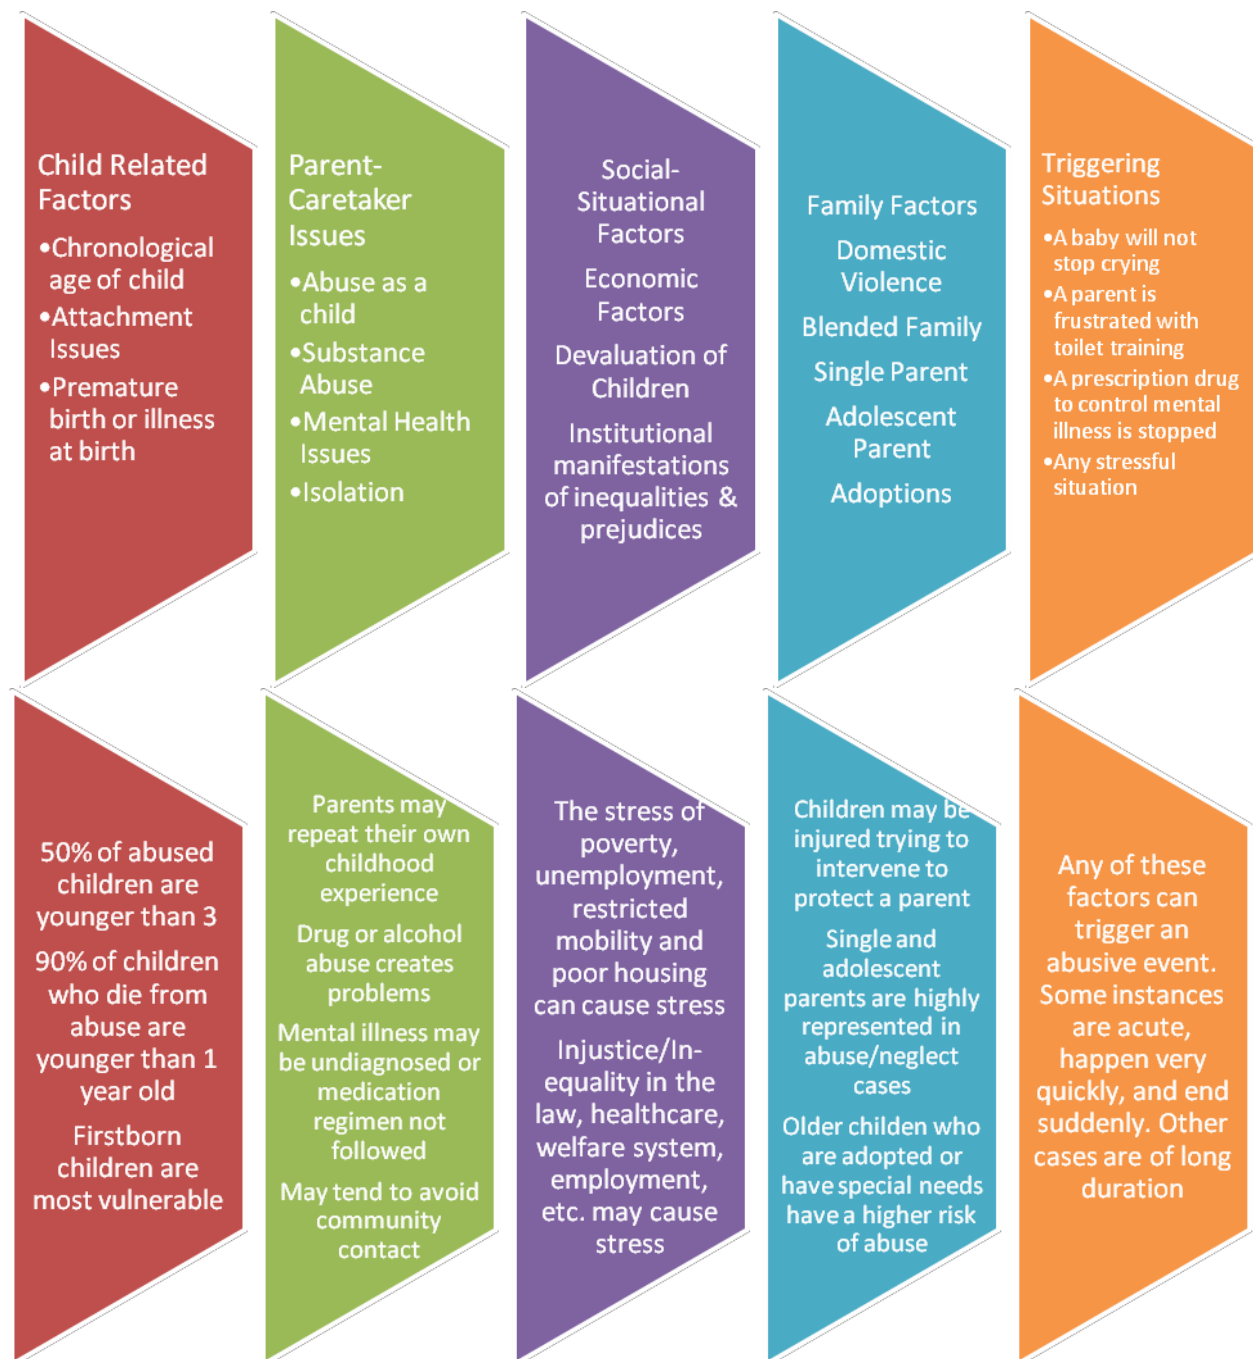 Child Related
Factors
•Chronological
age of child
•Attachment
Issues
•Premature
birth or illness
at birth
Parent-
Caretaker
Issues
•Abuse as a
child
•Substance
Abuse
•Mental Health
Issues
•Isolation
Social-
Situational
Factors
Economic
Factors
Devaluation of
Children
Institutional
manifestations
of inequalities &
prejudices
Family Factors
Domestic
Violence
Blended Family
Single Parent
Adolescent
Parent
Adoptions
Triggering
Situations
•A baby will not
stop crying
•A parent is
frustrated with
toilet training
•A prescription drug
to control mental
illness is stopped
•Any stressful
situation
50% of abused
children are
younger than 3
90% of children
who die from
abuse are
younger than 1
year old
Firstborn
children are
most vulnerable
Parents may
repeat their own
childhood
experience
Drug or alcohol
abuse creates
problems
Mental illness may
be undiagnosed or
medication
regimen not
followed
May tend to avoid
community
contact
The stress of
poverty,
unemployment,
restricted
mobility and
poor housing
can cause stress
Injustice/In-
equality in the
law, healthcare,
welfare system,
employment,
etc. may cause
stress
Children may be
injured trying to
intervene to
protect a parent
Single and
adolescent
parents are highly
represented in
abuse/neglect
cases
Older childen who
are adopted or
have special needs
have a higher risk
of abuse
Any of these
factors can
trigger an
abusive event.
Some instances
are acute,
happen very
quickly, and end
suddenly. Other
cases are of long
duration